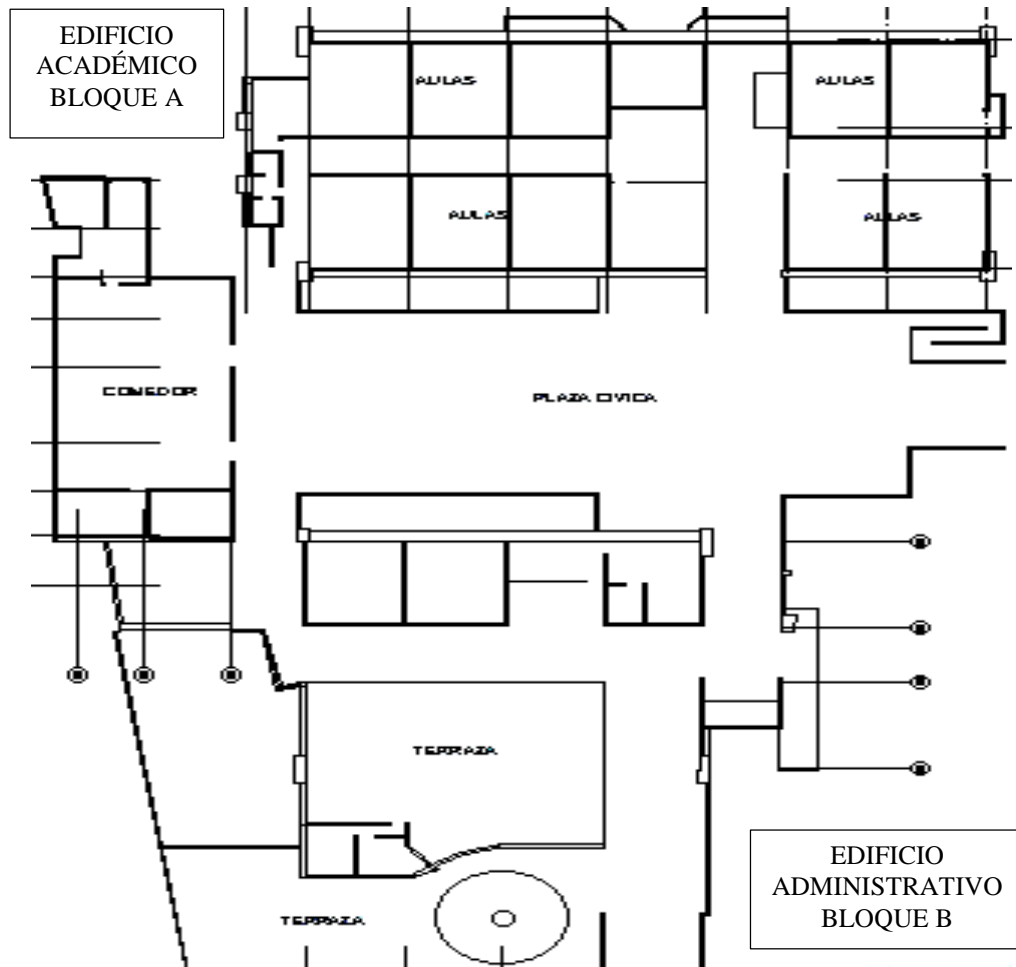 EDIFICIO
ACADÉMICO
BLOQUE A
AULAS
AULAS
AULAS
AULAS
COMEDOR
PLAZA CIVICA
TERRAZA
TERRAZA
EDIFICIO
ADMINISTRATIVO
BLOQUE B